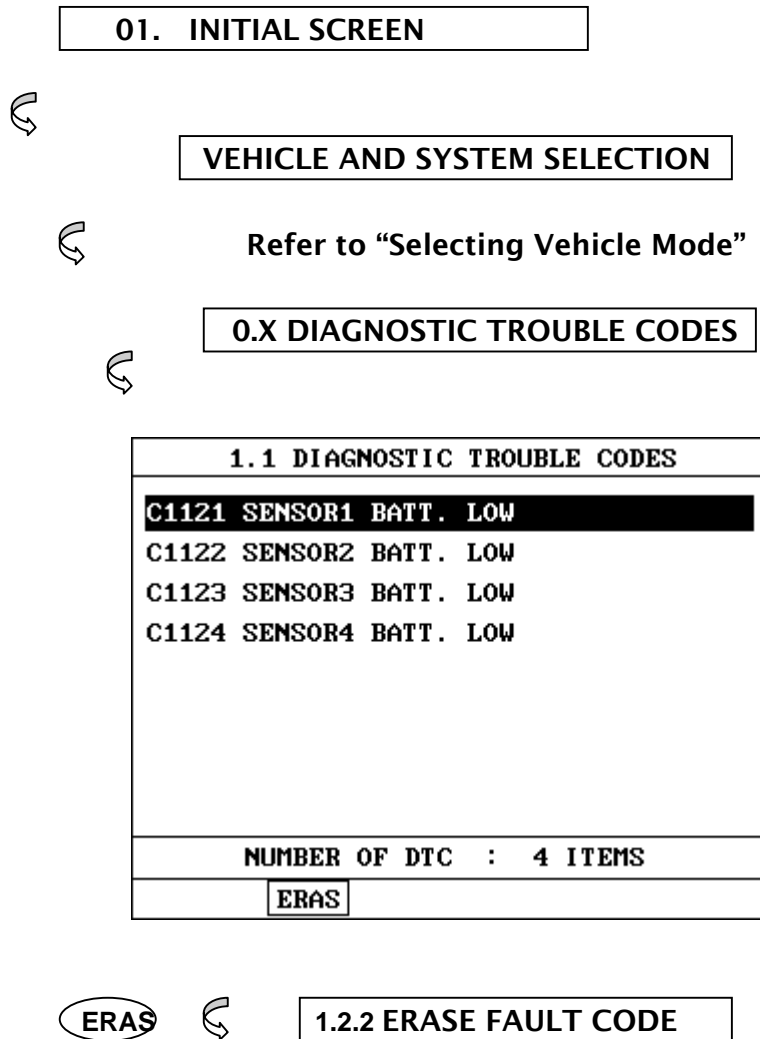 01. INITIAL SCREEN
VEHICLE AND SYSTEM SELECTION
Refer to “Selecting Vehicle Mode”
0.X DIAGNOSTIC TROUBLE CODES
1.1 DIAGNOSTIC TROUBLE CODES
C1121 SENSOR1 BATT. LOW
C1122 SENSOR2 BATT. LOW
C1123 SENSOR3 BATT. LOW
C1124 SENSOR4 BATT. LOW
NUMBER OF DTC : 4 ITEMS
ERAS
ERAS 1.2.2 ERASE FAULT CODE